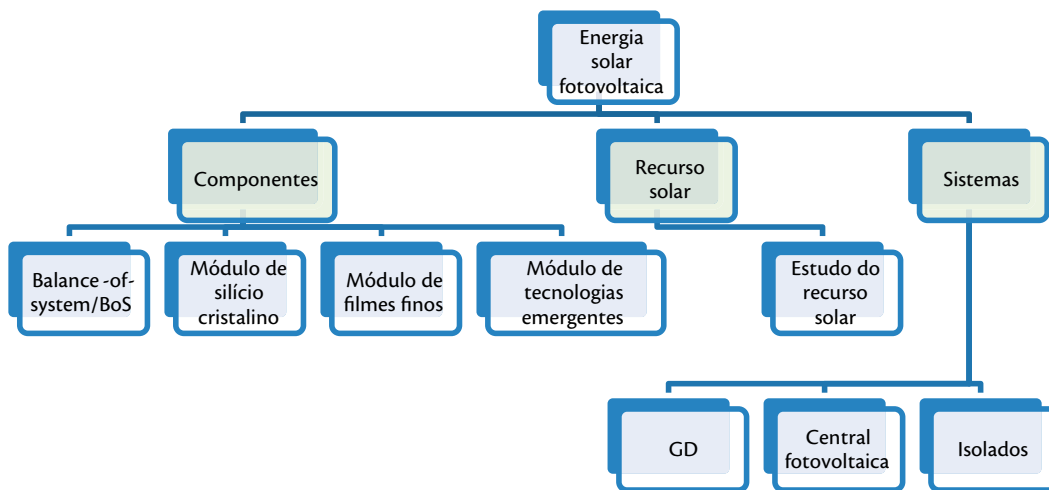 Energia
solar
fotovoltaica
Componentes
Recurso
solar
Sistemas
Balance -of-
system/BoS
Módulo de
silício
cristalino
Módulo de
filmes finos
Módulo de
tecnologias
emergentes
Estudo do
recurso
solar
GD
Central
fotovoltaica
Isolados